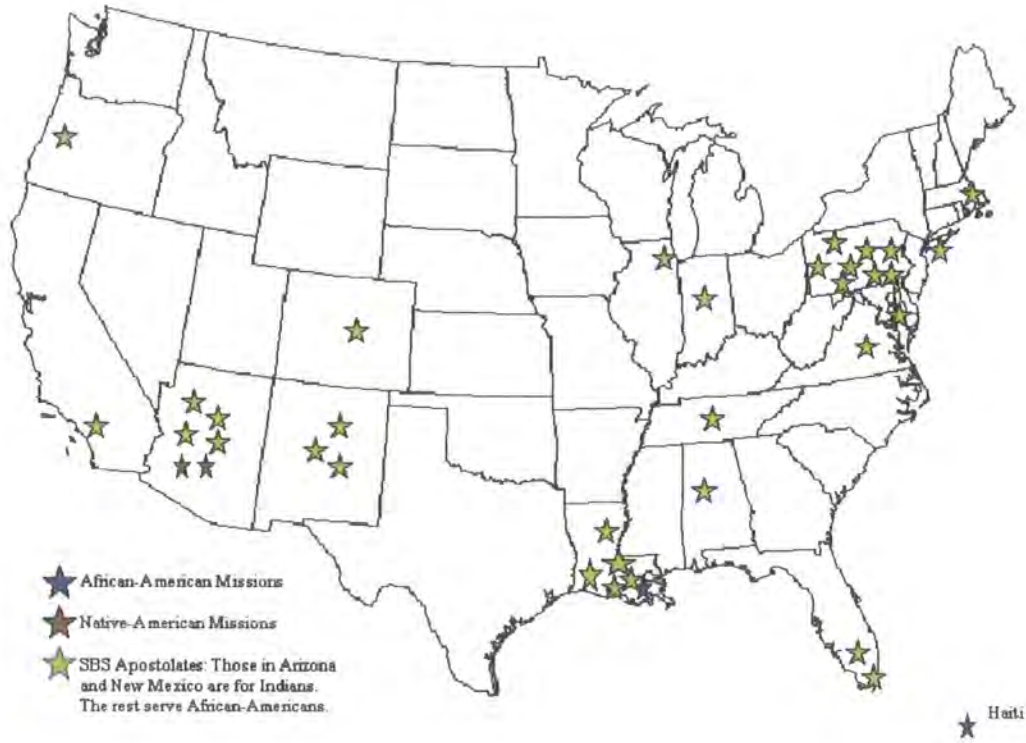 African-American Missions
Native-American Missions
SBS Apostolates: Those in Arizona
and New Mexico are for Indians.
The rest serve African-Americans.
Haiti